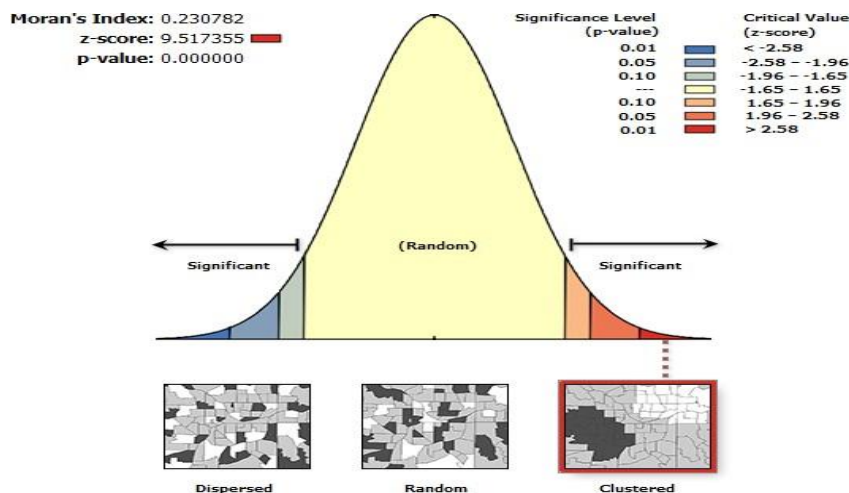 Moran's Index: 0.230782
z-score: 9.517355
p-value: 0.000000
Significance Level
(p-value)
Critical Value
(z-score)
0.01 < -2.58
0.05 -2.58 – -1.96
0.10 -1.96 – -1.65
--- -1.65 – 1.65
0.10 1.65 – 1.96
0.05 1.96 – 2.58
0.01 > 2.58
Significant
(Random)
Significant
Dispersed
Random
Clustered